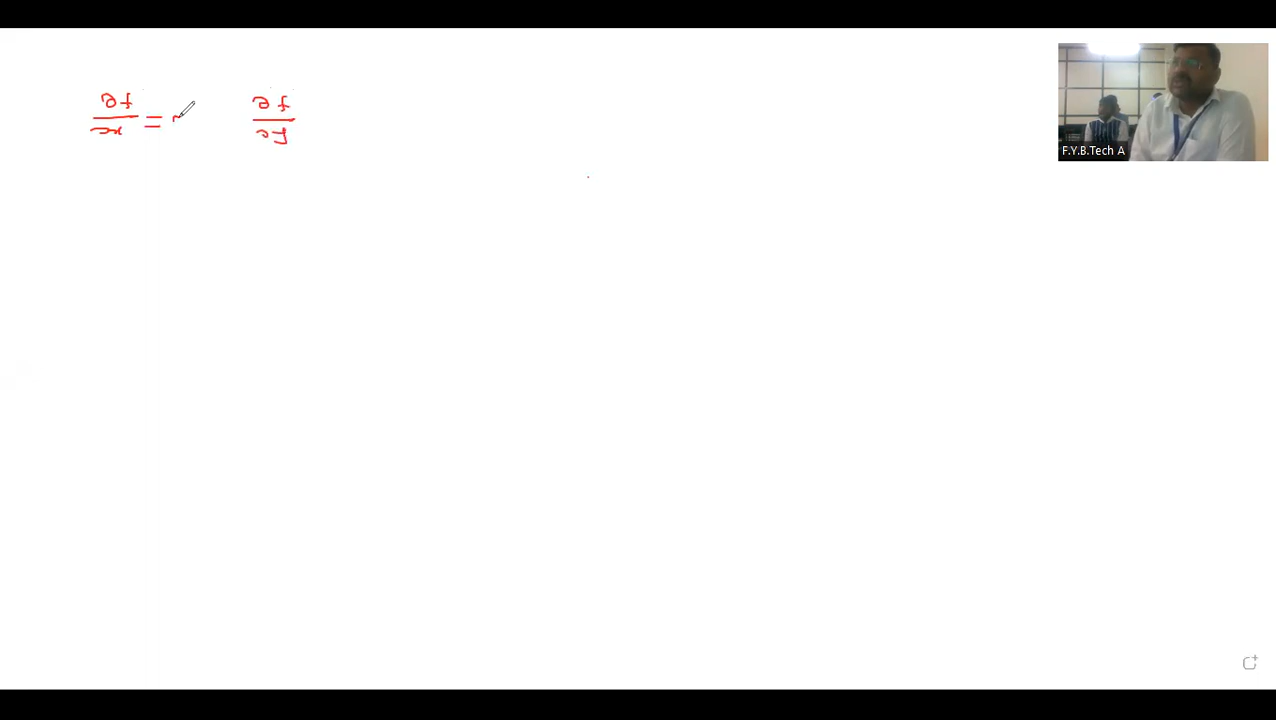 ∂f/∂x = ∂f/∂y
F.Y.B.Tech A